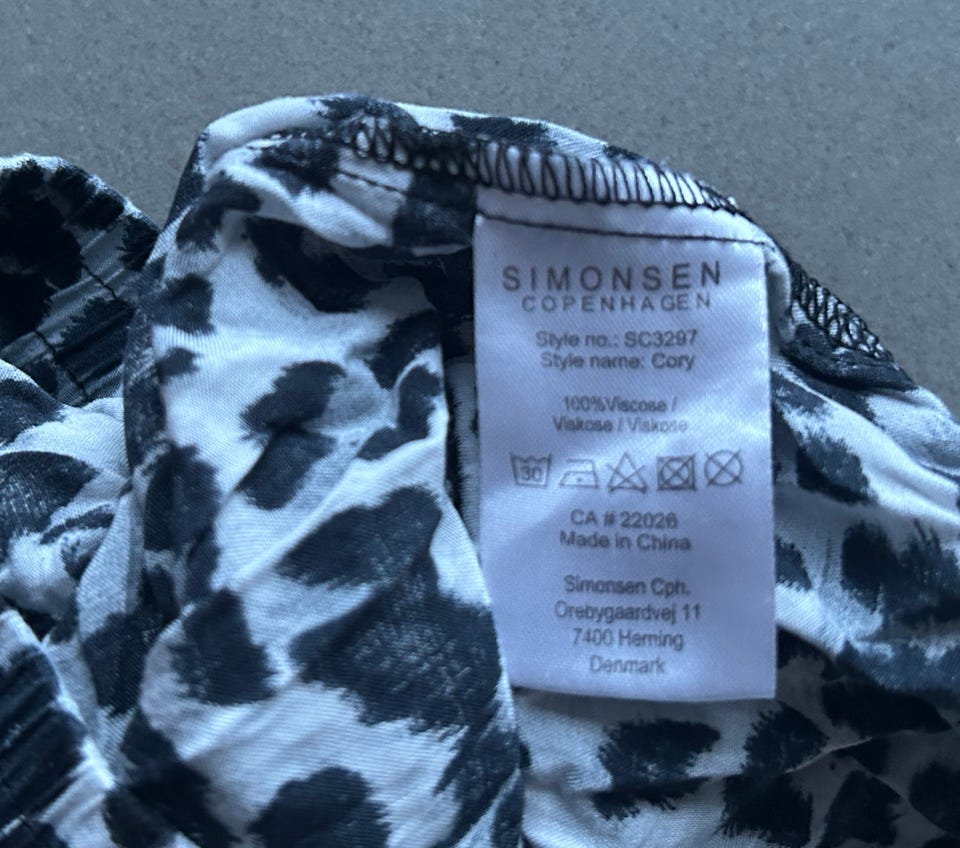 SIMONSEN
COPENHAGEN
Style no.: SC3297
Style name: Cory
100%Viscose /
Viskose / Viskose
30
CA # 22026
Made in China
Simonsen Cph.
Orebygaardvej 11
7400 Herning
Denmark